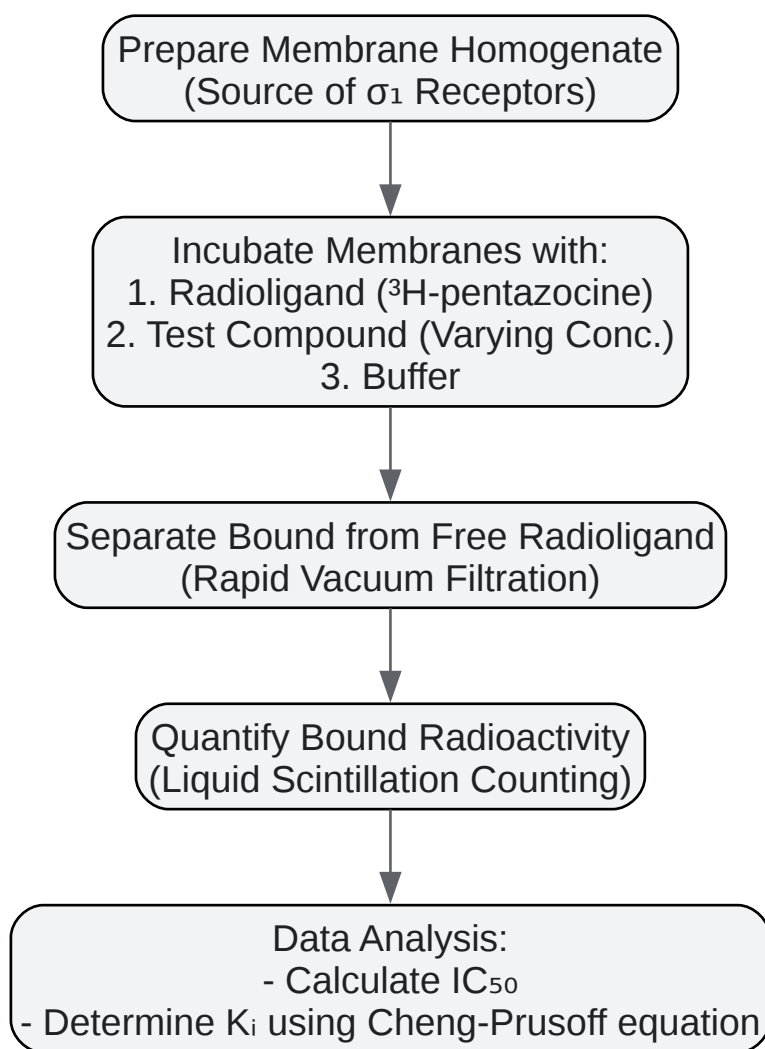 Prepare Membrane Homogenate
(Source of σ₁ Receptors)
Incubate Membranes with:
1. Radioligand (³H-pentazocine)
2. Test Compound (Varying Conc.)
3. Buffer
Separate Bound from Free Radioligand
(Rapid Vacuum Filtration)
Quantify Bound Radioactivity
(Liquid Scintillation Counting)
Data Analysis:
- Calculate IC₅₀
- Determine Kᵢ using Cheng-Prusoff equation